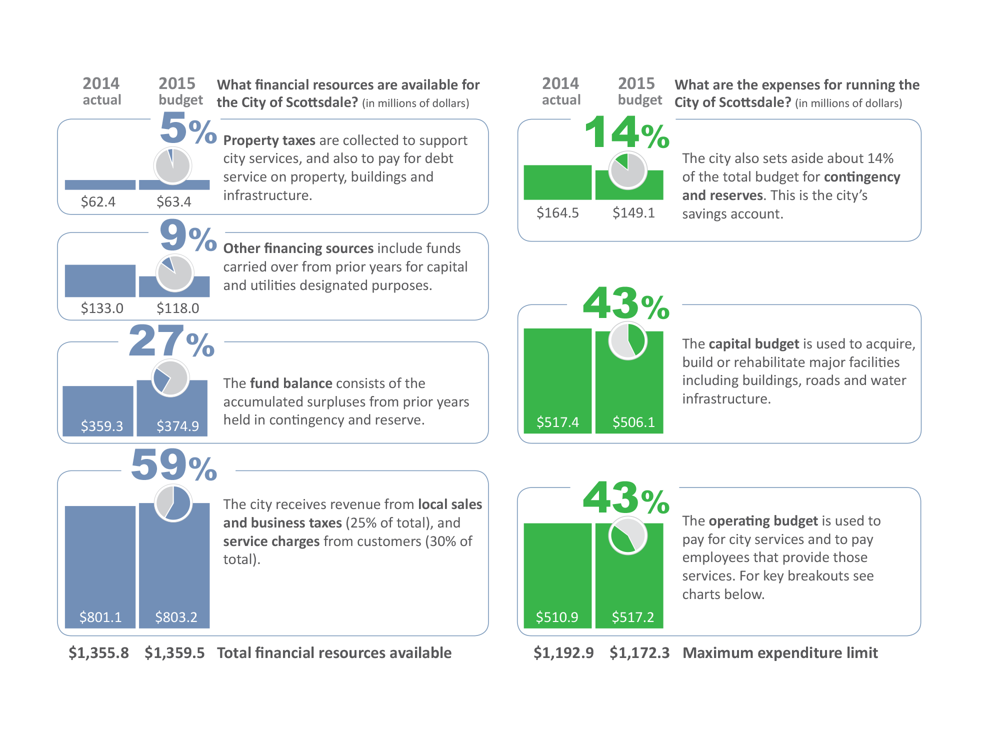 2014
actual
2015
budget
What financial resources are available for
the City of Scottsdale? (in millions of dollars)
5%
$62.4
$63.4
Property taxes are collected to support
city services, and also to pay for debt
service on property, buildings and
infrastructure.
9%
$133.0
$118.0
Other financing sources include funds
carried over from prior years for capital
and utilities designated purposes.
27%
$359.3
$374.9
The fund balance consists of the
accumulated surpluses from prior years
held in contingency and reserve.
59%
$801.1
$803.2
The city receives revenue from local sales
and business taxes (25% of total), and
service charges from customers (30% of
total).
$1,355.8 $1,359.5 Total financial resources available
2014
actual
2015
budget
What are the expenses for running the
City of Scottsdale? (in millions of dollars)
14%
$164.5
$149.1
The city also sets aside about 14%
of the total budget for contingency
and reserves. This is the city’s
savings account.
43%
$517.4
$506.1
The capital budget is used to acquire,
build or rehabilitate major facilities
including buildings, roads and water
infrastructure.
43%
$510.9
$517.2
The operating budget is used to
pay for city services and to pay
employees that provide those
services. For key breakouts see
charts below.
$1,192.9 $1,172.3 Maximum expenditure limit